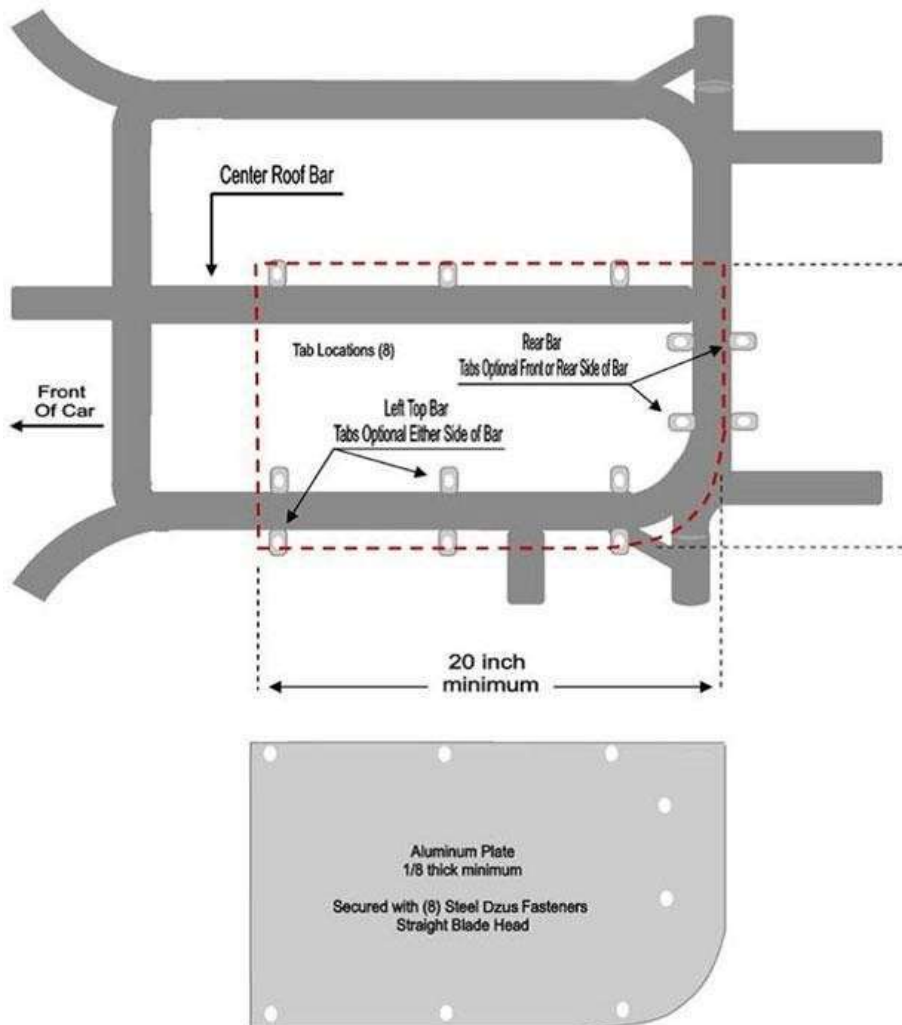 Center Roof Bar
Tab Locations (8)
Rear Bar
Tabs Optional Front or Rear Side of Bar
Front
Of Car
Left Top Bar
Tabs Optional Either Side of Bar
20 inch
minimum
Aluminum Plate
1/8 thick minimum
Secured with (8) Steel Dzus Fasteners
Straight Blade Head